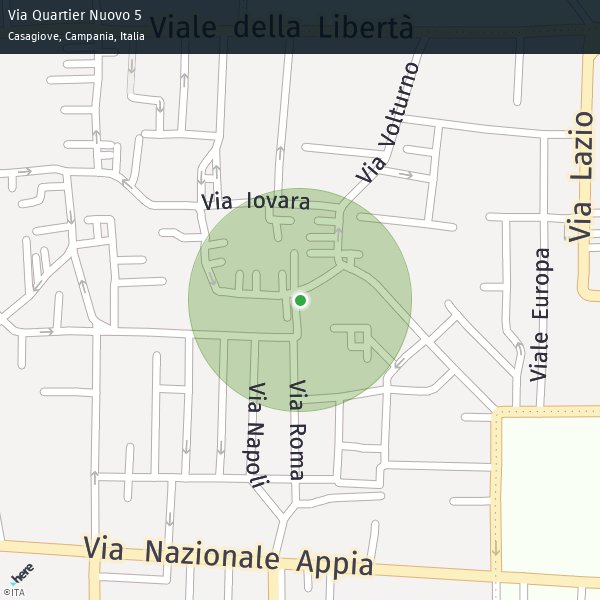 Via Quartier Nuovo 5
Casagiove, Campania, Italia
Viale della Libertà
Via Volturno
Via Lazio
Via Iovara
Viale Europa
Via Napoli
Via Roma
Via Nazionale Appia
here
©ITA